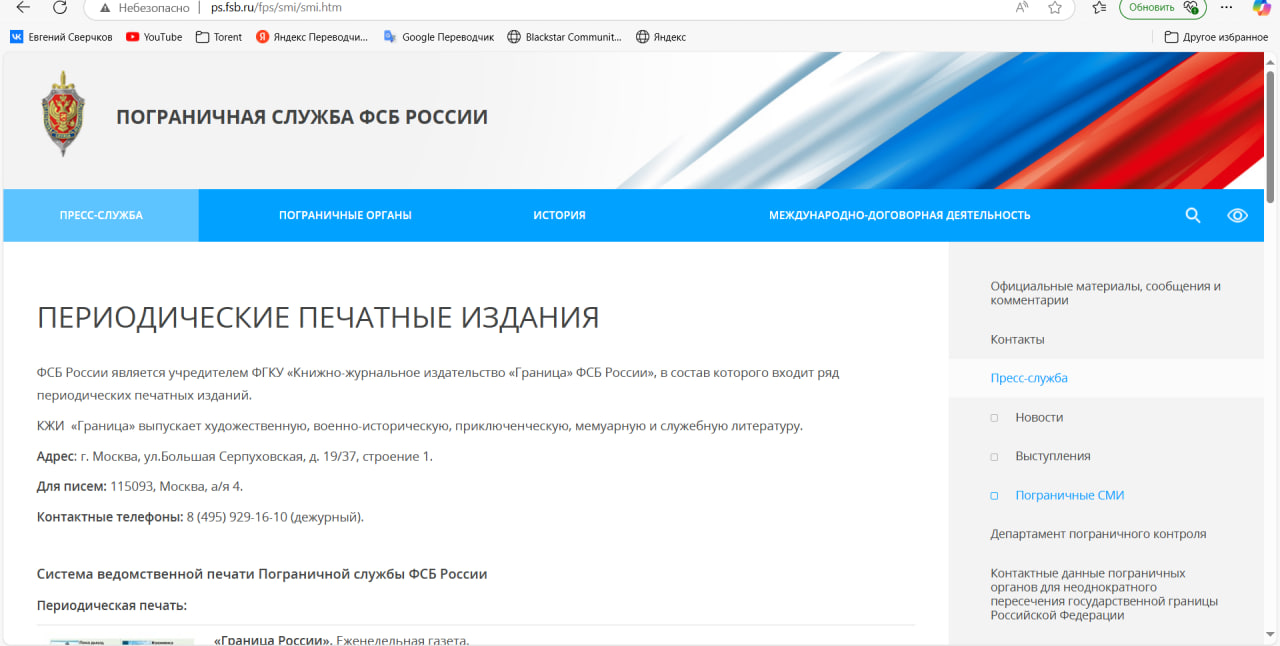 Небезопасно ps.fsb.ru/fps/smi/smi.htm
Обновить
Евгений Сверчков YouTube Torent Яндекс Переводчи... Google Переводчик Blackstar Communit... Яндекс Другое избранное
ПОГРАНИЧНАЯ СЛУЖБА ФСБ РОССИИ
ПРЕСС-СЛУЖБА ПОГРАНИЧНЫЕ ОРГАНЫ ИСТОРИЯ МЕЖДУНАРОДНО-ДОГОВОРНАЯ ДЕЯТЕЛЬНОСТЬ
ПЕРИОДИЧЕСКИЕ ПЕЧАТНЫЕ ИЗДАНИЯ
ФСБ России является учредителем ФГКУ «Книжно-журнальное издательство «Граница» ФСБ России», в состав которого входит ряд
периодических печатных изданий.
КЖИ «Граница» выпускает художественную, военно-историческую, приключенческую, мемуарную и служебную литературу.
Адрес: г. Москва, ул.Большая Серпуховская, д. 19/37, строение 1.
Для писем: 115093, Москва, а/я 4.
Контактные телефоны: 8 (495) 929-16-10 (дежурный).
Система ведомственной печати Пограничной службы ФСБ России
Периодическая печать:
«Граница России». Еженедельная газета.
Официальные материалы, сообщения и
комментарии
Контакты
Пресс-служба
Новости
Выступления
Пограничные СМИ
Департамент пограничного контроля
Контактные данные пограничных
органов для неоднократного
пересечения государственной границы
Российской Федерации